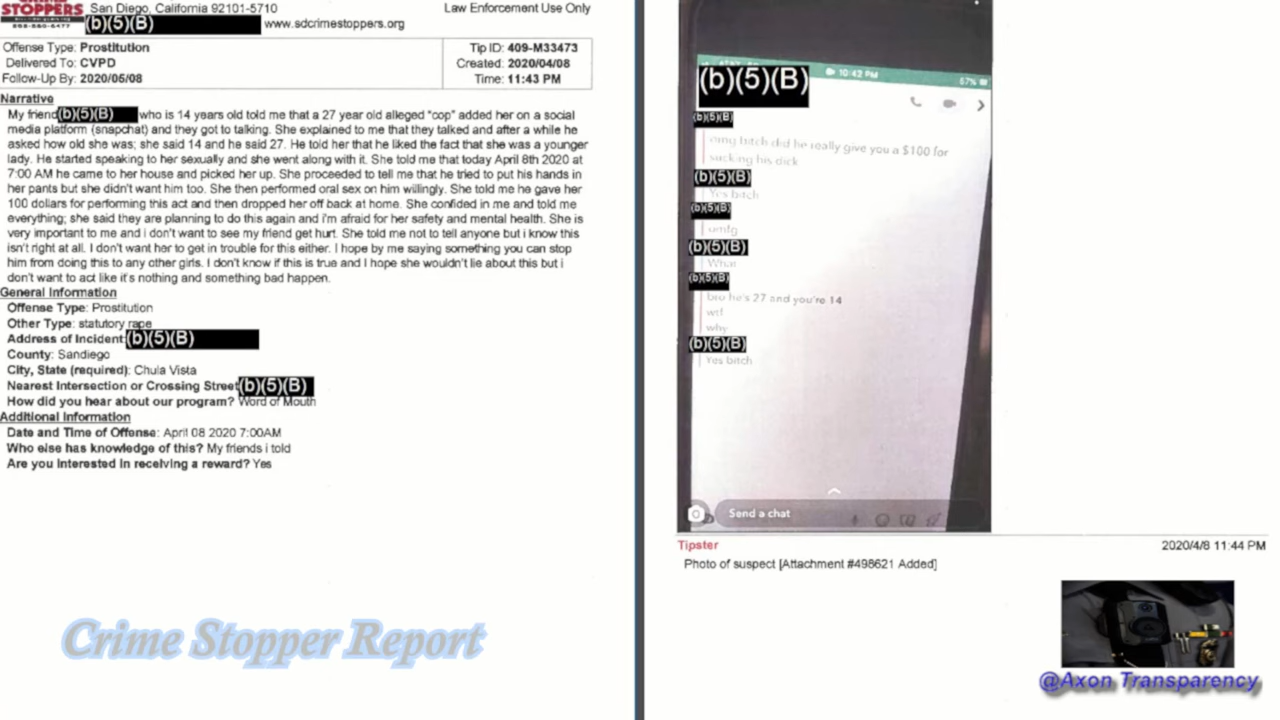 STOPPERS
San Diego, California 92101-5710
Law Enforcement Use Only
(b)(5)(B) www.sdcrimestoppers.org
Offense Type: Prostitution
Delivered To: CVPD
Follow-Up By: 2020/05/08
Tip ID: 409-M33473
Created: 2020/04/08
Time: 11:43 PM
Narrative
My friend (b)(5)(B) who is 14 years old told me that a 27 year old alleged "cop" added her on a social
media platform (snapchat) and they got to talking. She explained to me that they talked and after a while he
asked how old she was; she said 14 and he said 27. He told her that he liked the fact that she was a younger
lady. He started speaking to her sexually and she went along with it. She told me that today April 8th 2020 at
7:00 AM he came to her house and picked her up. She proceeded to tell me that he tried to put his hands in
her pants but she didn't want him too. She then performed oral sex on him willingly. She told me he gave her
100 dollars for performing this act and then dropped her off back at home. She confided in me and told me
everything; she said they are planning to do this again and i'm afraid for her safety and mental health. She is
very important to me and i don't want to see my friend get hurt. She told me not to tell anyone but i know this
isn't right at all. I don't want her to get in trouble for this either. I hope by me saying something you can stop
him from doing this to any other girls. I don't know if this is true and I hope she wouldn't lie about this but i
don't want to act like it's nothing and something bad happen.
General Information
Offense Type: Prostitution
Other Type: statutory rape
Address of Incident: (b)(5)(B)
County: Sandiego
City, State (required): Chula Vista
Nearest Intersection or Crossing Street (b)(5)(B)
How did you hear about our program? Word of Mouth
Additional Information
Date and Time of Offense: April 08 2020 7:00AM
Who else has knowledge of this? My friends i told
Are you interested in receiving a reward? Yes
Crime Stopper Report
10:42 PM
57%
(b)(5)(B)
(b)(5)(B)
omg bitch did he really give you a $100 for
sucking his dick
(b)(5)(B)
Yes bitch
(b)(5)(B)
omfg
(b)(5)(B)
What
(b)(5)(B)
bro he's 27 and you're 14
wtf
why
(b)(5)(B)
Yes bitch
Send a chat
Tipster
2020/4/8 11:44 PM
Photo of suspect [Attachment #498621 Added]
@Axon Transparency